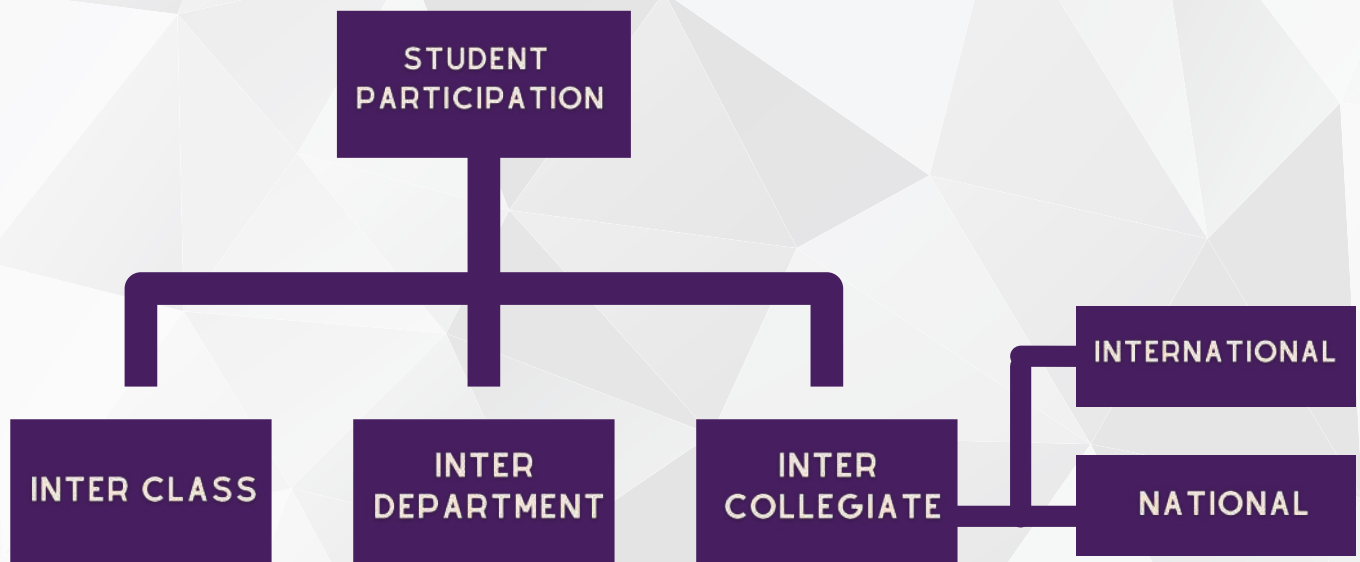 STUDENT
PARTICIPATION
INTERNATIONAL
INTER CLASS
INTER
DEPARTMENT
INTER
COLLEGIATE
NATIONAL